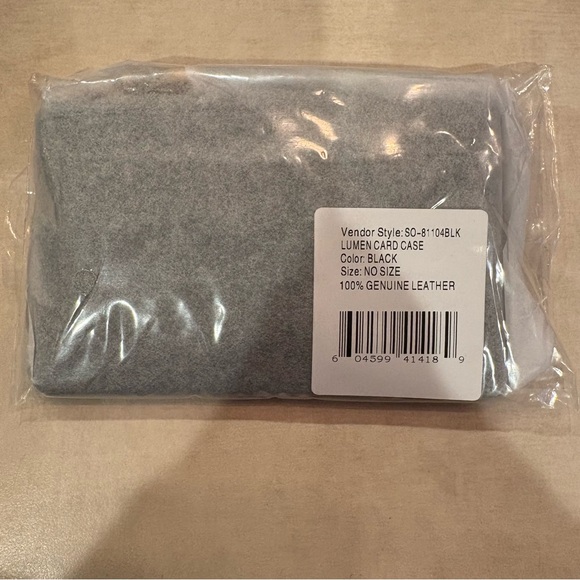 Vendor Style:SO-81104BLK
LUMEN CARD CASE
Color: BLACK
Size: NO SIZE
100% GENUINE LEATHER
6 04599 41418 9